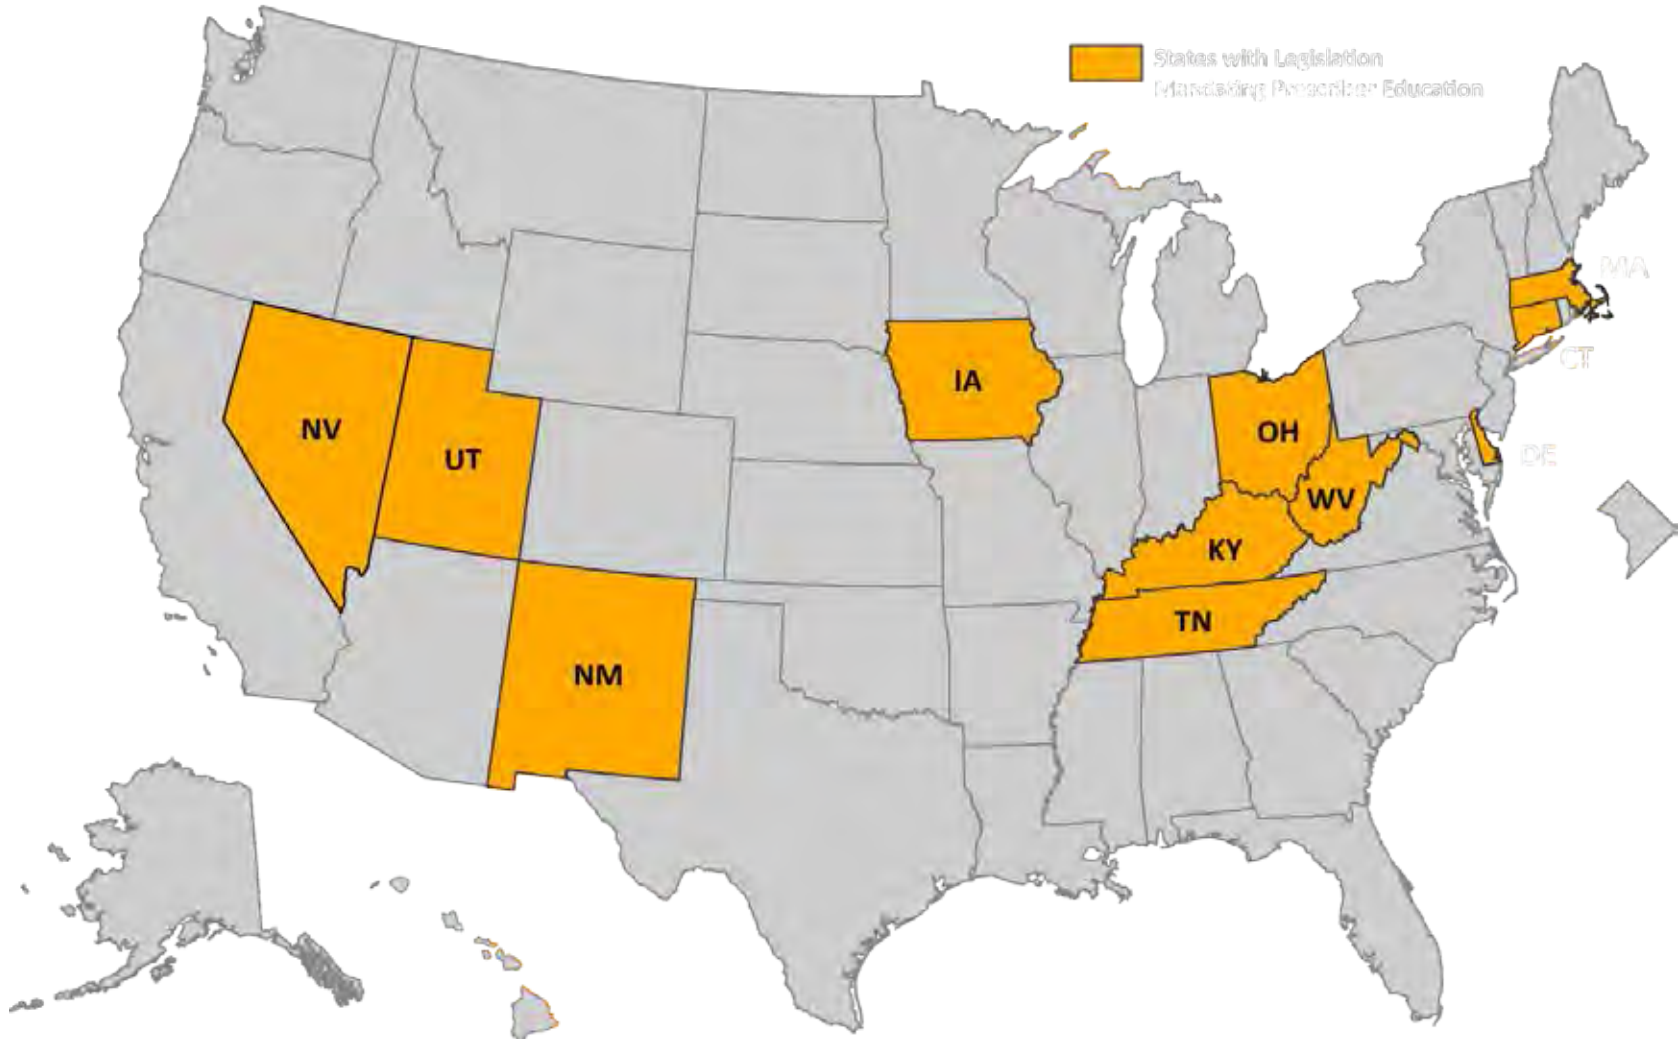 States with Legislation
Mandating Prescriber Education
MA
CT
DE
IA
NV
UT
OH
WV
KY
TN
NM